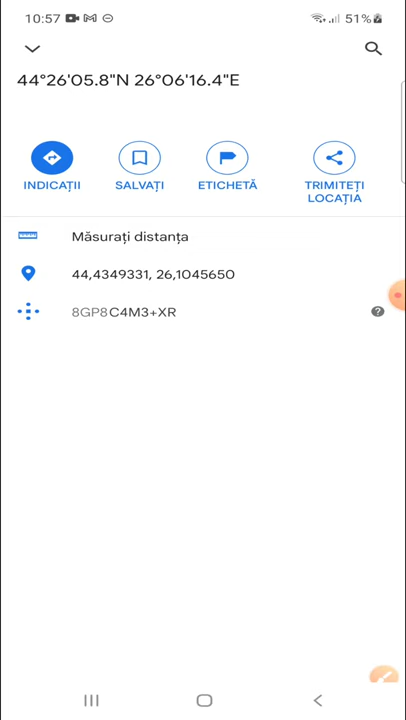 10:57 51%
44°26'05.8"N 26°06'16.4"E
INDICAȚII SALVAȚI ETICHETĂ TRIMITEȚI LOCAȚIA
Măsurați distanța
44,4349331, 26,1045650
8GP8C4M3+XR